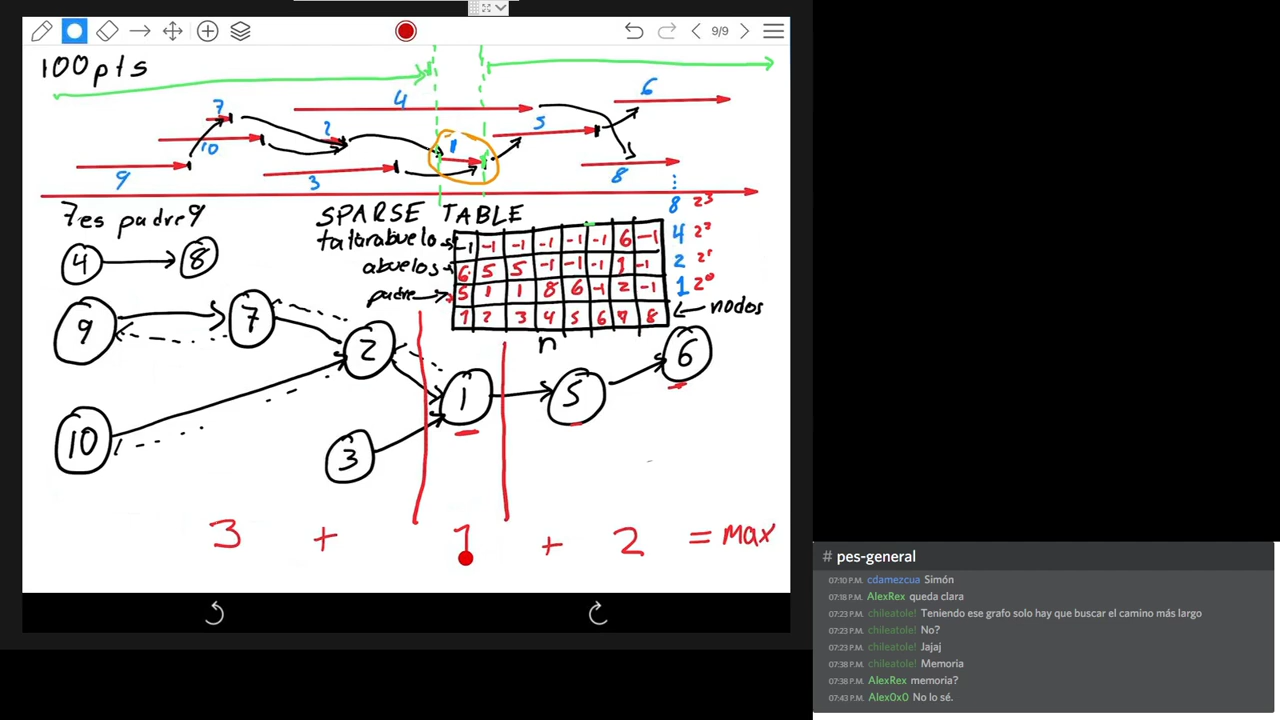 9/9
100pts
6
4
7
5
2
1
10
9
3
8
⋮
7es padre9
SPARSE TABLE
8 2³
tatarabuelo -1 -1 -1 -1 -1 -1 6 -1 4 2²
abuelos 6 5 5 -1 -1 -1 1 -1 2 2¹
padre 5 1 1 8 6 -1 2 -1 1 2⁰
1 2 3 4 5 6 7 8 nodos
n
4 8
9 7 2 6
1 5
10 3
3 + 1 + 2 = max
# pes-general
07:10 P.M. cdamezcua Simón
07:18 P.M. AlexRex queda clara
07:23 P.M. chileatole! Teniendo ese grafo solo hay que buscar el camino más largo
07:23 P.M. chileatole! No?
07:23 P.M. chileatole! Jajaj
07:38 P.M. chileatole! Memoria
07:38 P.M. AlexRex memoria?
07:43 P.M. Alex0x0 No lo sé.